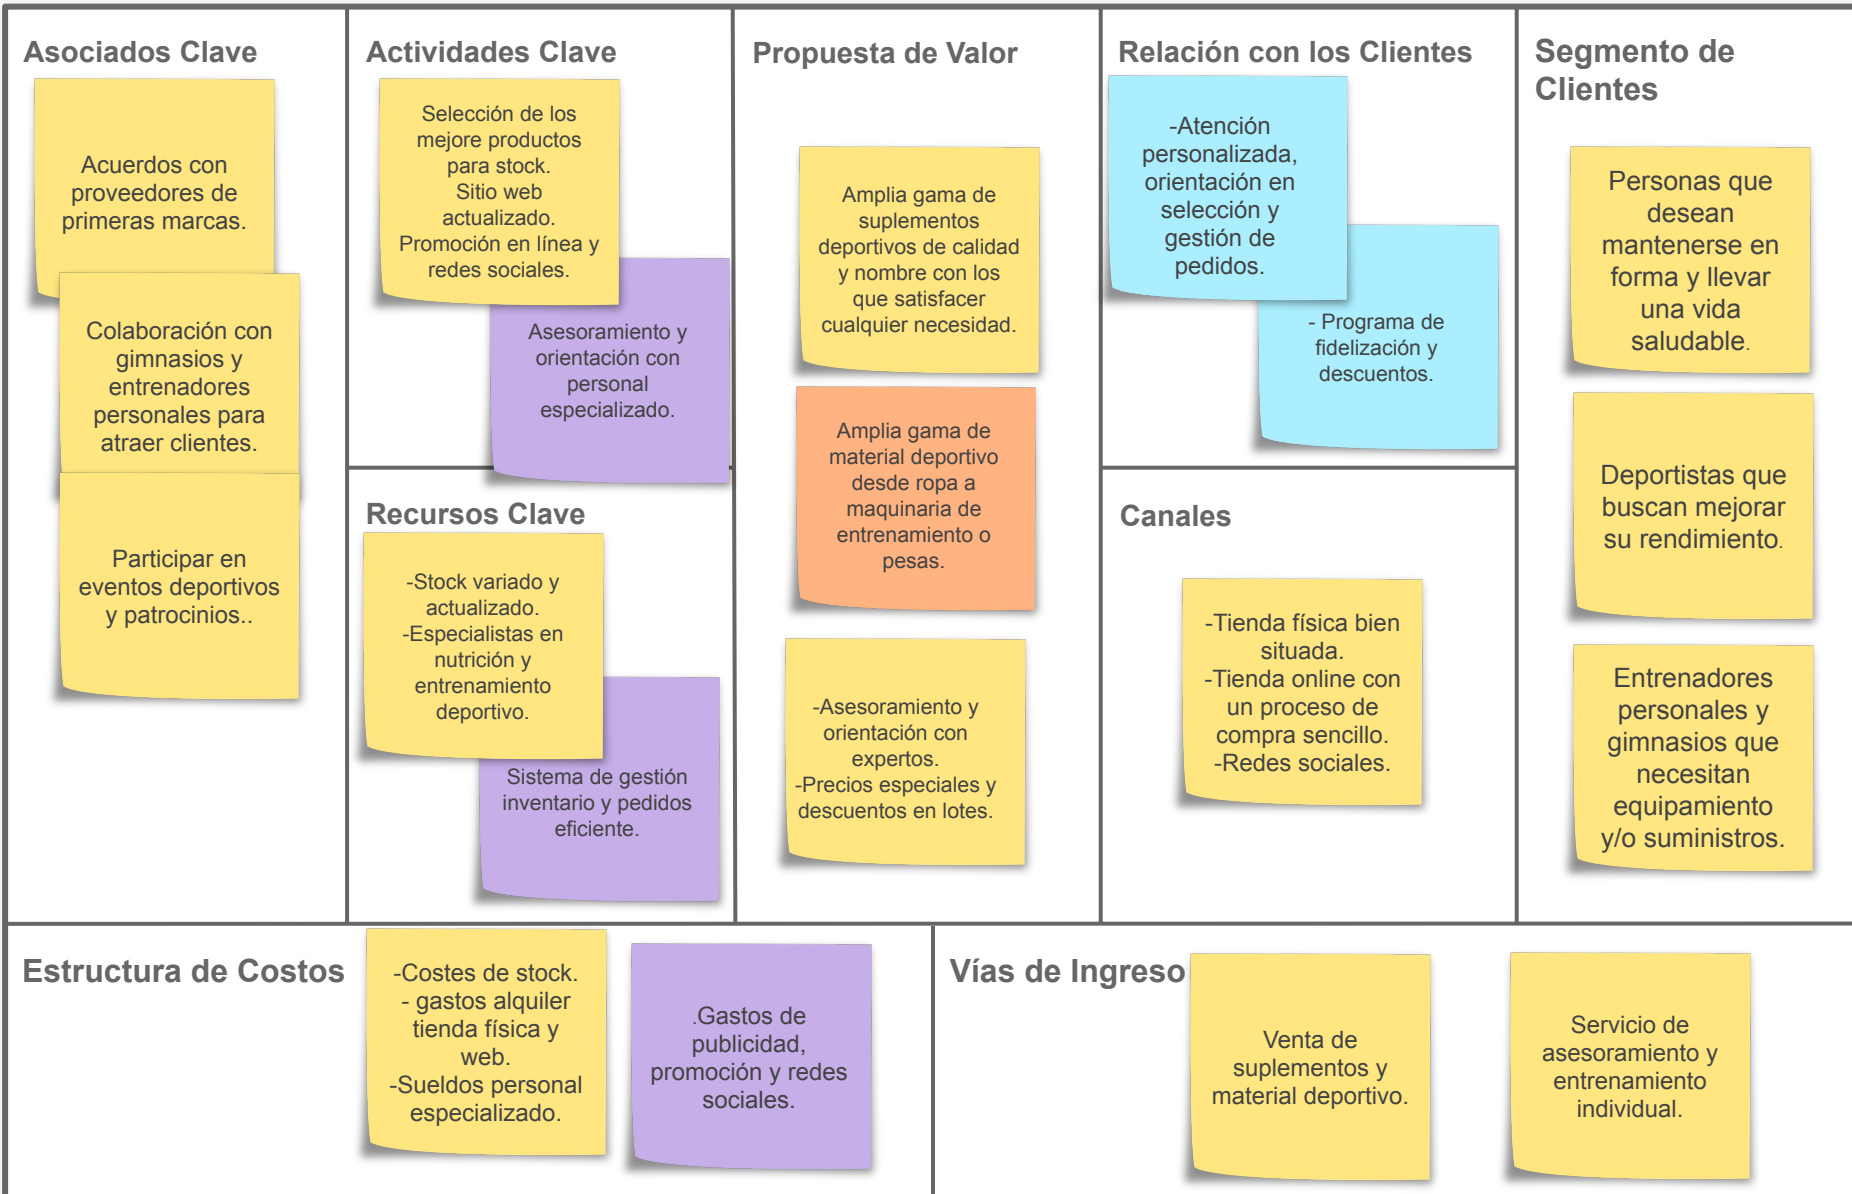 Asociados Clave
Acuerdos con
proveedores de
primeras marcas.
Colaboración con
gimnasios y
entrenadores
personales para
atraer clientes.
Participar en
eventos deportivos
y patrocinios..
Actividades Clave
Selección de los
mejore productos
para stock.
Sitio web
actualizado.
Promoción en línea y
redes sociales.
Asesoramiento y
orientación con
personal
especializado.
Recursos Clave
-Stock variado y
actualizado.
-Especialistas en
nutrición y
entrenamiento
deportivo.
Sistema de gestión
inventario y pedidos
eficiente.
Propuesta de Valor
Amplia gama de
suplementos
deportivos de calidad
y nombre con los
que satisfacer
cualquier necesidad.
Amplia gama de
material deportivo
desde ropa a
maquinaria de
entrenamiento o
pesas.
-Asesoramiento y
orientación con
expertos.
-Precios especiales y
descuentos en lotes.
Relación con los Clientes
-Atención
personalizada,
orientación en
selección y
gestión de
pedidos.
- Programa de
fidelización y
descuentos.
Canales
-Tienda física bien
situada.
-Tienda online con
un proceso de
compra sencillo.
-Redes sociales.
Segmento de
Clientes
Personas que
desean
mantenerse en
forma y llevar
una vida
saludable.
Deportistas que
buscan mejorar
su rendimiento.
Entrenadores
personales y
gimnasios que
necesitan
equipamiento
y/o suministros.
Estructura de Costos
-Costes de stock.
- gastos alquiler
tienda física y
web.
-Sueldos personal
especializado.
.Gastos de
publicidad,
promoción y redes
sociales.
Vías de Ingreso
Venta de
suplementos y
material deportivo.
Servicio de
asesoramiento y
entrenamiento
individual.